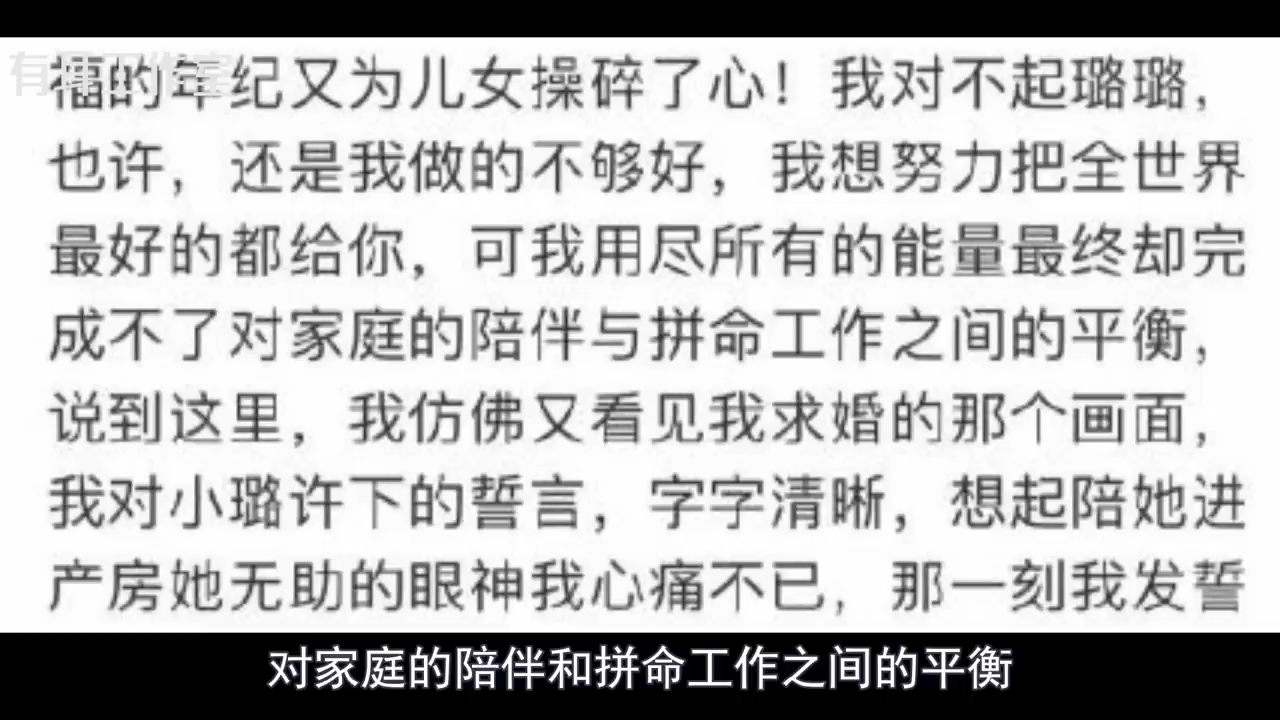 有耳工作室
福的年纪又为儿女操碎了心！我对不起璐璐，
也许，还是我做的不够好，我想努力把全世界
最好的都给你，可我用尽所有的能量最终却完
成不了对家庭的陪伴与拼命工作之间的平衡，
说到这里，我仿佛又看见我求婚的那个画面，
我对小璐许下的誓言，字字清晰，想起陪她进
产房她无助的眼神我心痛不已，那一刻我发誓
对家庭的陪伴和拼命工作之间的平衡